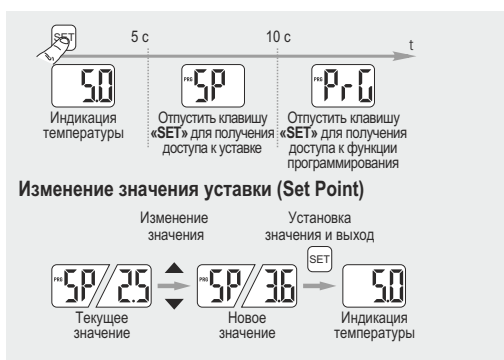 SET
5 с
10 с
t
5.0
PRG SP
PRG PrG
Индикация
температуры
Отпустить клавишу
«SET» для получения
доступа к уставке
Отпустить клавишу
«SET» для получения
доступа к функции
программирования
Изменение значения уставки (Set Point)
Изменение
значения
Установка
значения и выход
SET
PRG SP / 2.5
PRG SP / 3.6
5.0
Текущее
значение
Новое
значение
Индикация
температуры